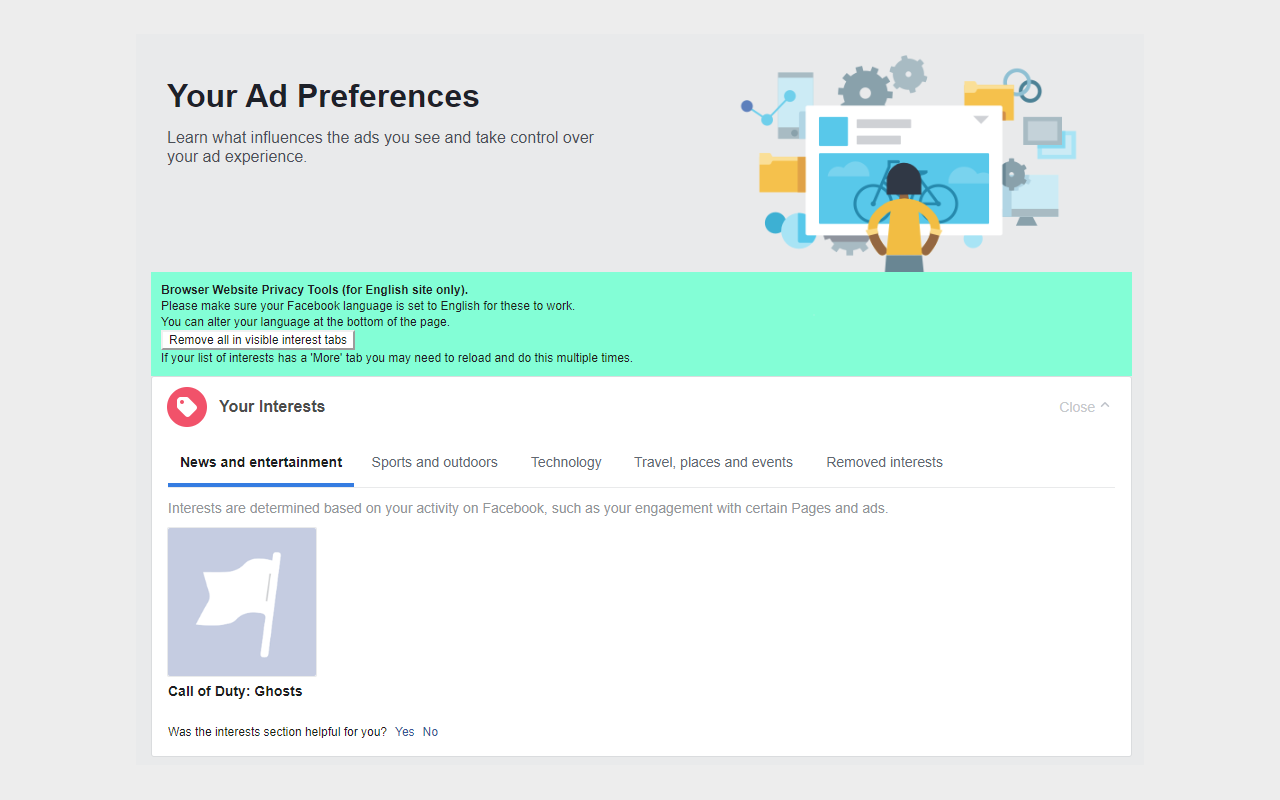 Your Ad Preferences
Learn what influences the ads you see and take control over
your ad experience.
Browser Website Privacy Tools (for English site only).
Please make sure your Facebook language is set to English for these to work.
You can alter your language at the bottom of the page.
Remove all in visible interest tabs
If your list of interests has a 'More' tab you may need to reload and do this multiple times.
Your Interests Close
News and entertainment Sports and outdoors Technology Travel, places and events Removed interests
Interests are determined based on your activity on Facebook, such as your engagement with certain Pages and ads.
Call of Duty: Ghosts
Was the interests section helpful for you? Yes No